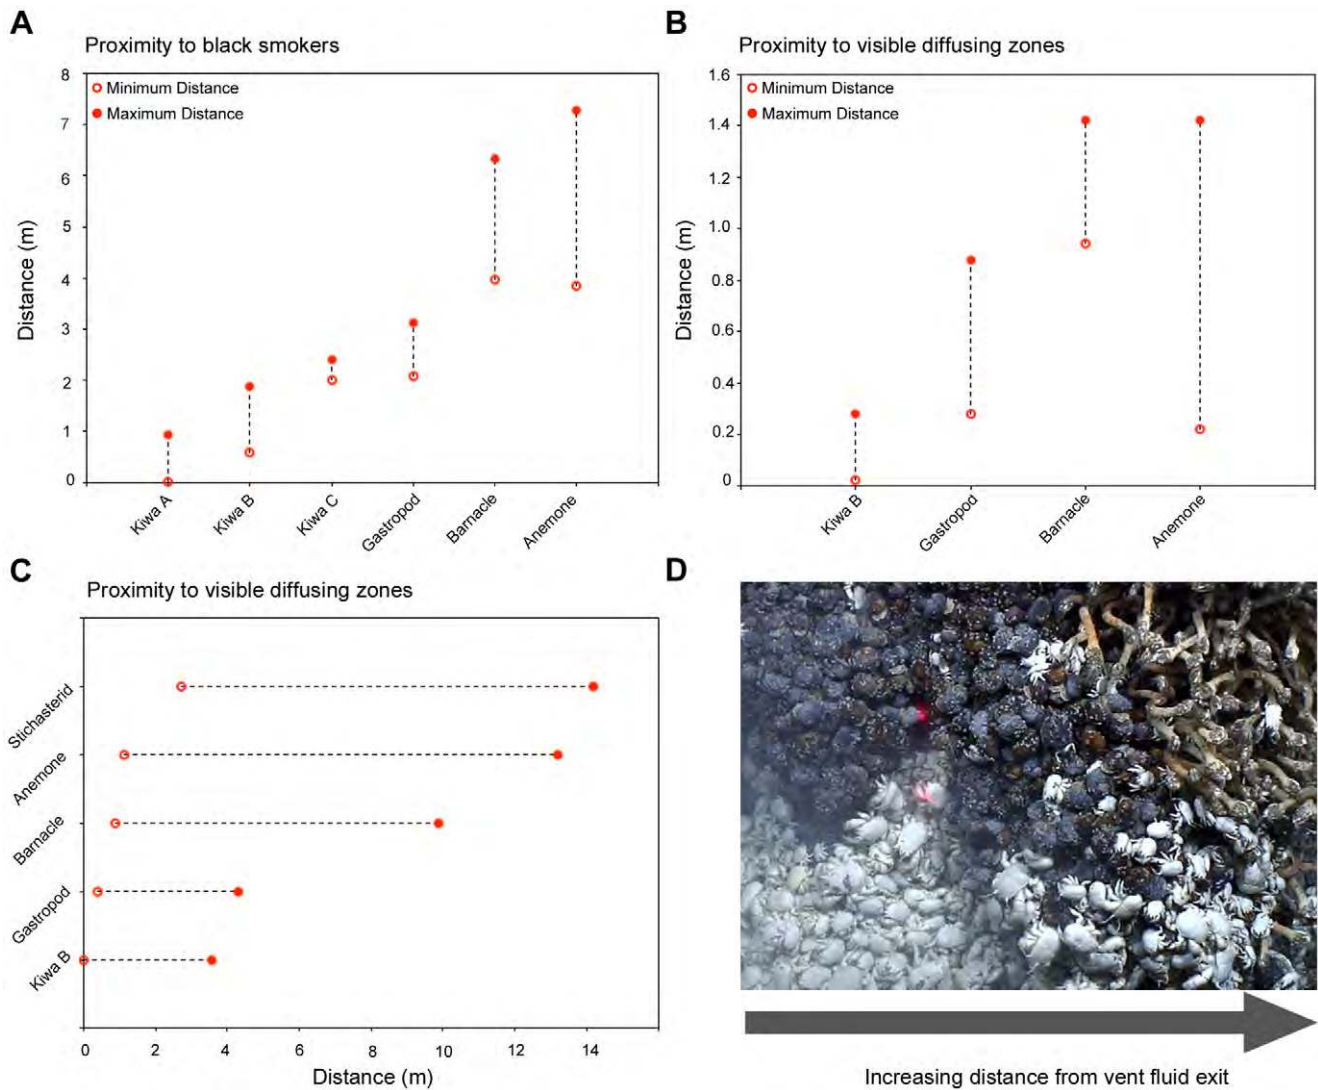 A
Proximity to black smokers
Minimum Distance
Maximum Distance
8
7
6
5
4
3
2
1
0
Distance (m)
Kiwa A
Kiwa B
Kiwa C
Gastropod
Barnacle
Anemone
B
Proximity to visible diffusing zones
Minimum Distance
Maximum Distance
1.6
1.4
1.2
1.0
0.8
0.6
0.4
0.2
0
Distance (m)
Kiwa B
Gastropod
Barnacle
Anemone
C
Proximity to visible diffusing zones
Stichasterid
Anemone
Barnacle
Gastropod
Kiwa B
0 2 4 6 8 10 12 14
Distance (m)
D
Increasing distance from vent fluid exit